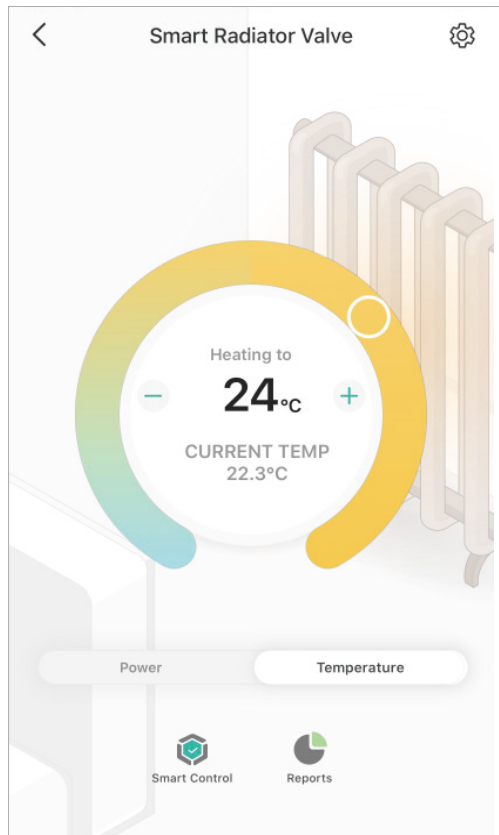 Smart Radiator Valve
Heating to
24°C
CURRENT TEMP
22.3°C
Power
Temperature
Smart Control
Reports